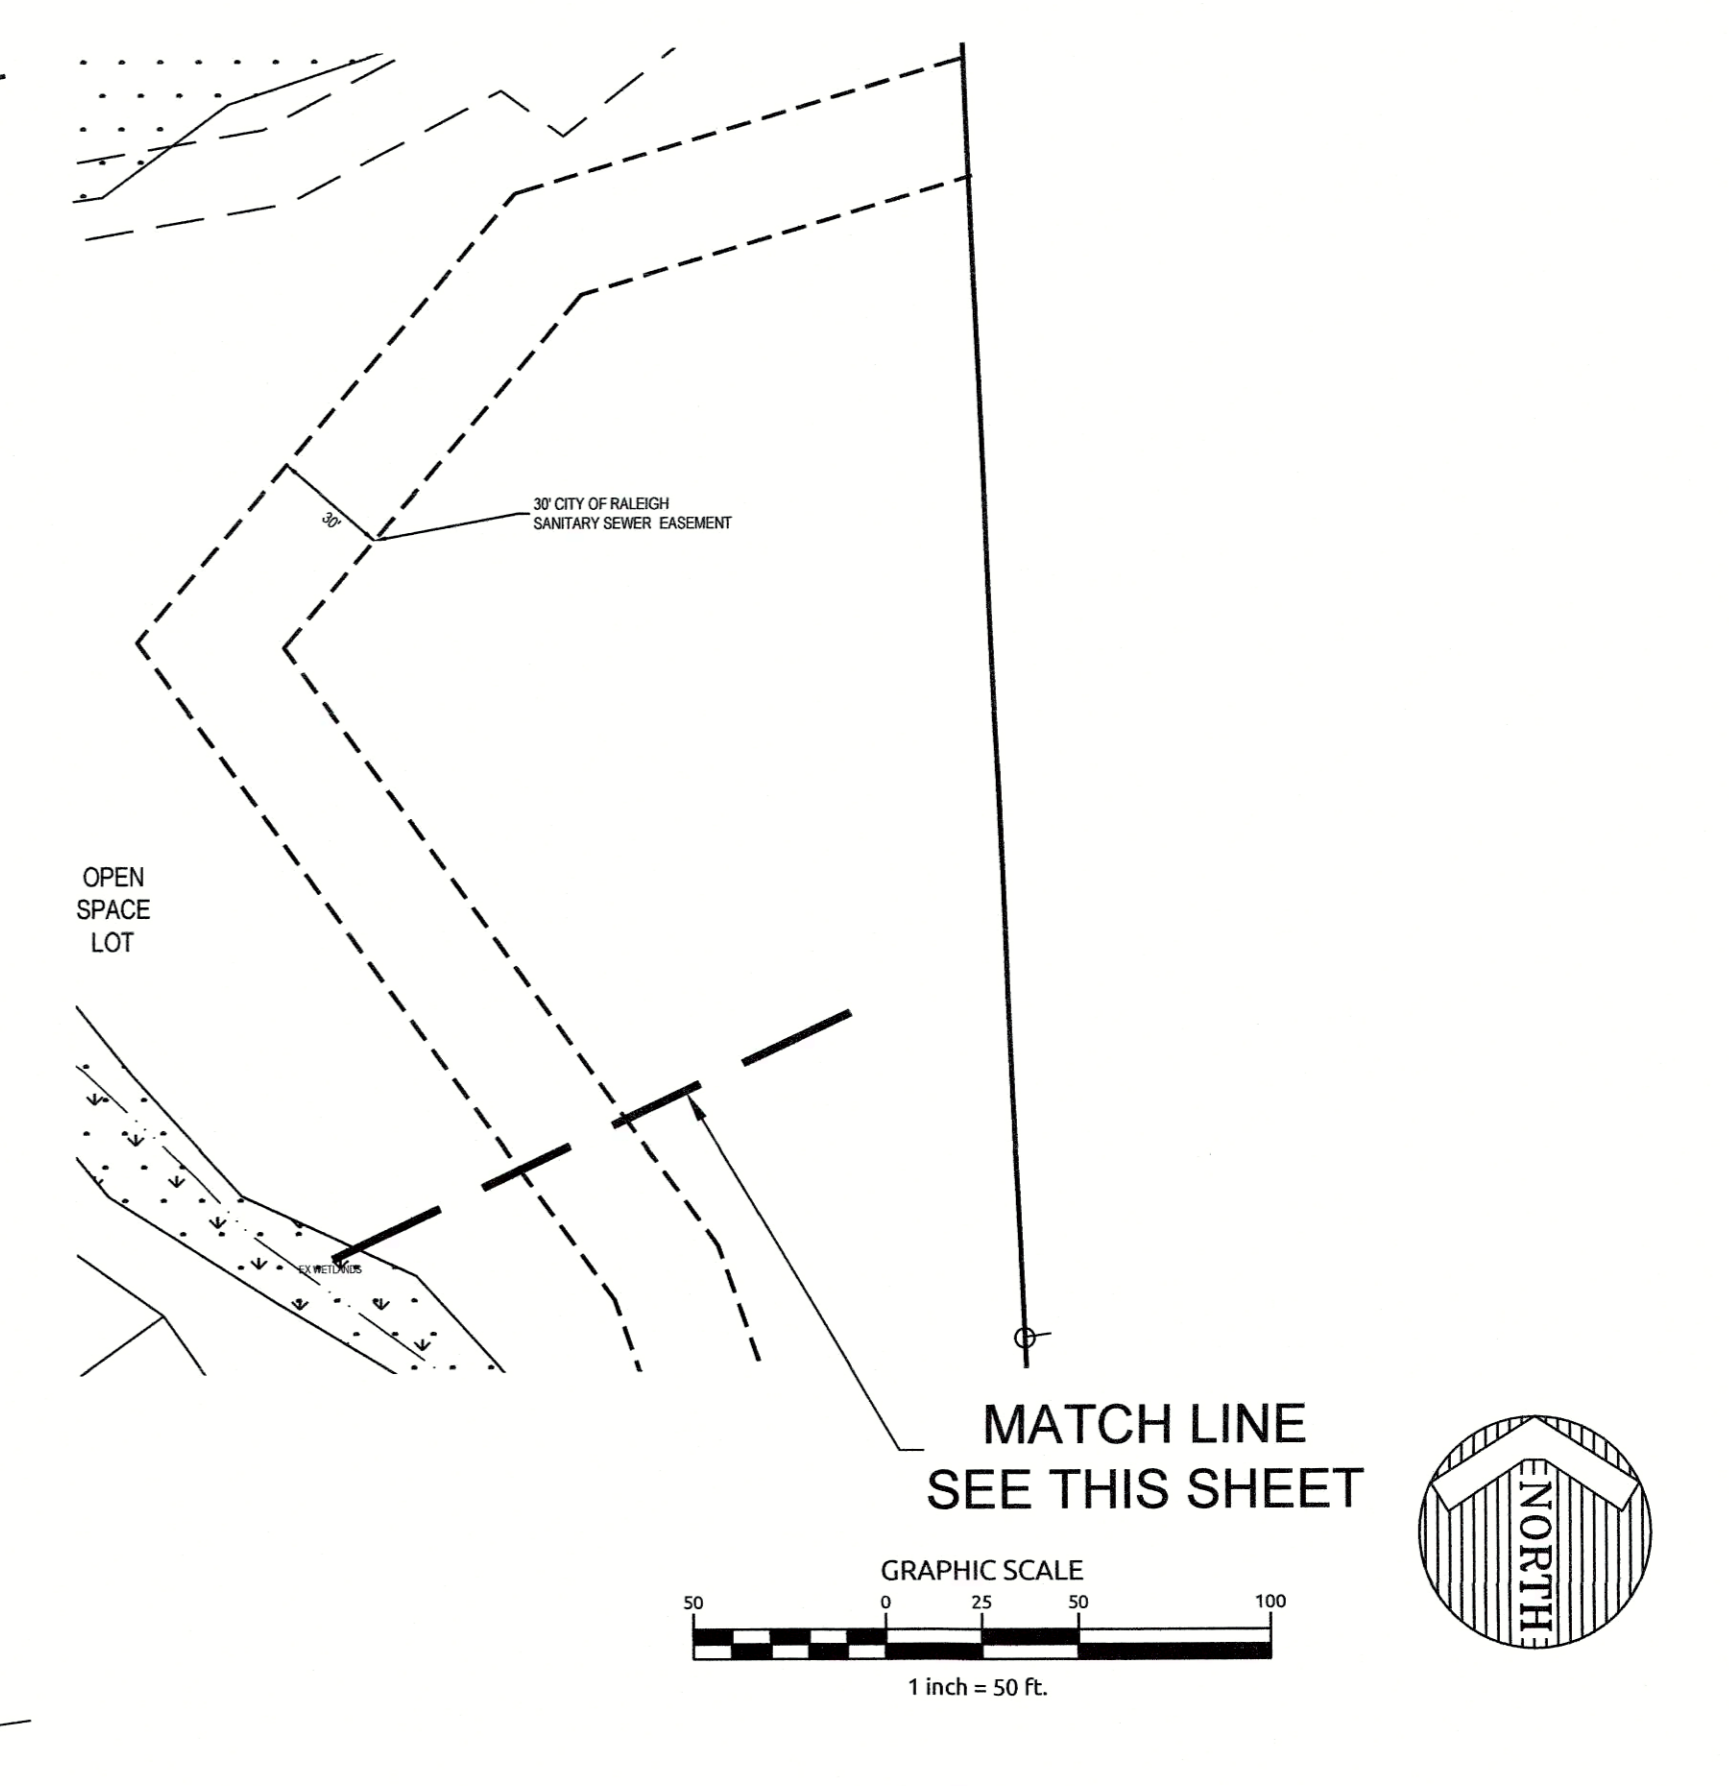 30' CITY OF RALEIGH
SANITARY SEWER EASEMENT
30'
OPEN
SPACE
LOT
EX WETLANDS
MATCH LINE
SEE THIS SHEET
NORTH
GRAPHIC SCALE
50 0 25 50 100
1 inch = 50 ft.